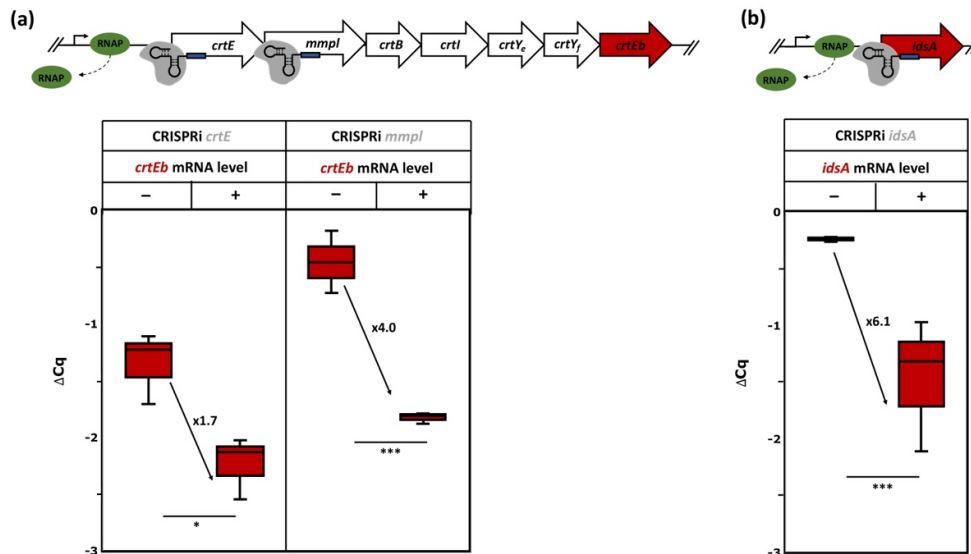 (a)
(b)
crtE
mmpl
crtB
crtI
crtYe
crtYf
crtEb
idsA
RNAP
RNAP
RNAP
RNAP
CRISPRi crtE
CRISPRi mmpl
CRISPRi idsA
crtEb mRNA level
crtEb mRNA level
idsA mRNA level
– +
– +
– +
0
-1
-2
-3
ΔCq
x1.7
*
x4.0
***
0
-1
-2
-3
ΔCq
x6.1
***